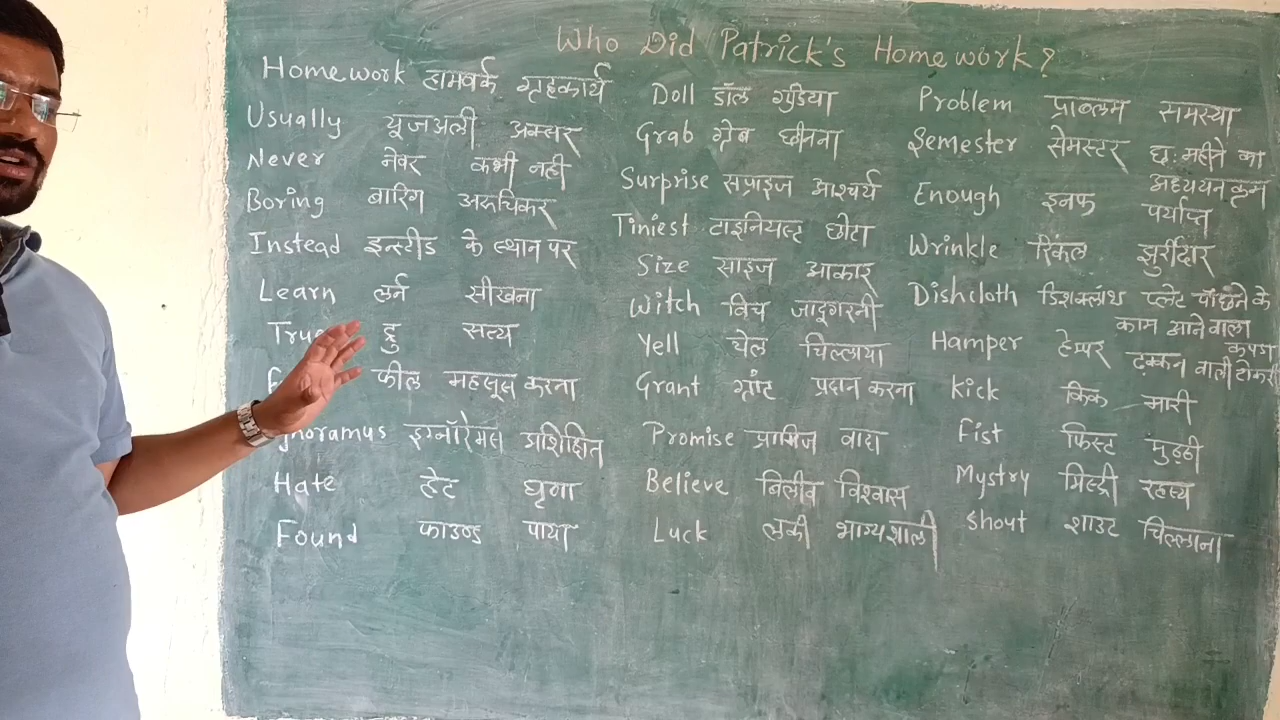 Who Did Patrick's Homework?
Homework हामवर्क गृहकार्य
Usually यूजअली अक्सर
Never नेवर कभी नही
Boring बारिंग अरूचिकर
Instead इन्स्टीड के स्थान पर
Learn लर्न सीखना
True ट्रु सत्य
फील महसूस करना
gnoramus इग्नॉरेमस अशिक्षित
Hate हेट घृणा
Found फाउण्ड पाया
Doll डॉल गुडिया
Grab ग्रेब छीनना
Surprise सप्राइज आश्चर्य
Tiniest टाइनियस्ट छोटा
Size साइज आकार
Witch विच जादूगरनी
Yell येल चिल्लाया
Grant ग्रांट प्रदान करना
Promise प्रामिज वादा
Believe बिलीव विश्वास
Luck लकी भाग्यशाली
Problem प्राब्लम समस्या
Semester सेमेस्टर छः महीने का
अध्ययन क्रम
Enough इनफ पर्याप्त
Wrinkle रिंकल झुर्रीदार
Dishcloth डिशक्लॉथ प्लेट पोंछने के
काम आने वाला
कपडा
Hamper हेम्पर ढक्कन वाली टोकरी
Kick किक मारी
Fist फिस्ट मुठ्ठी
Mystry मिस्ट्री रहस्य
Shout शाउट चिल्लाना